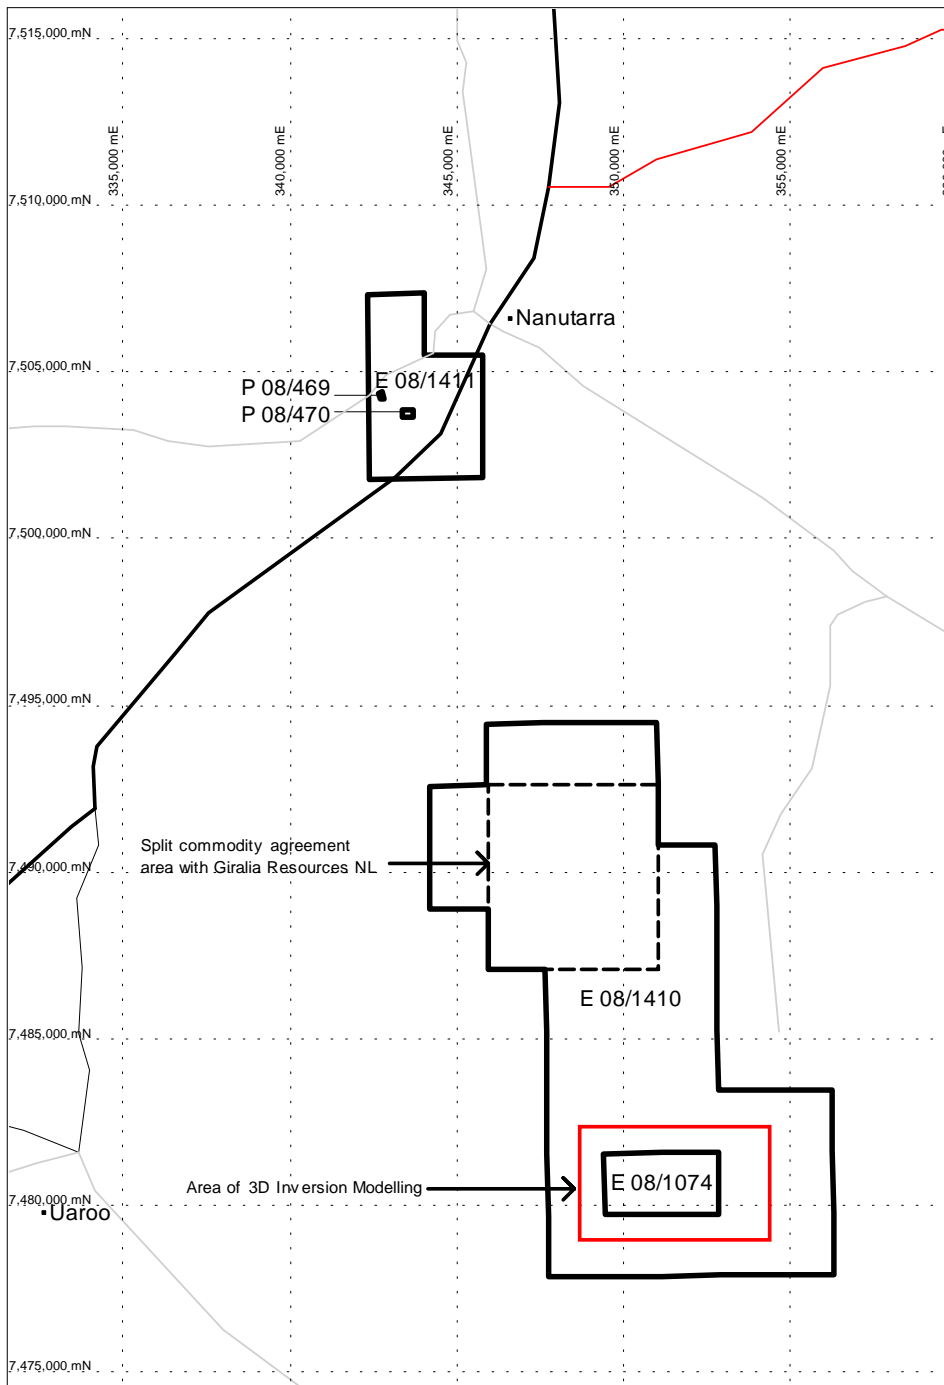 7,515,000 mN
335,000 mE
340,000 mE
345,000 mE
350,000 mE
355,000 mE
7,510,000 mN
Nanutarra
7,505,000 mN
E 08/1411
P 08/469
P 08/470
7,500,000 mN
7,495,000 mN
Split commodity agreement
area with Giralia Resources NL
7,490,000 mN
E 08/1410
7,485,000 mN
E 08/1074
Area of 3D Inversion Modelling
7,480,000 mN
Uaroo
7,475,000 mN